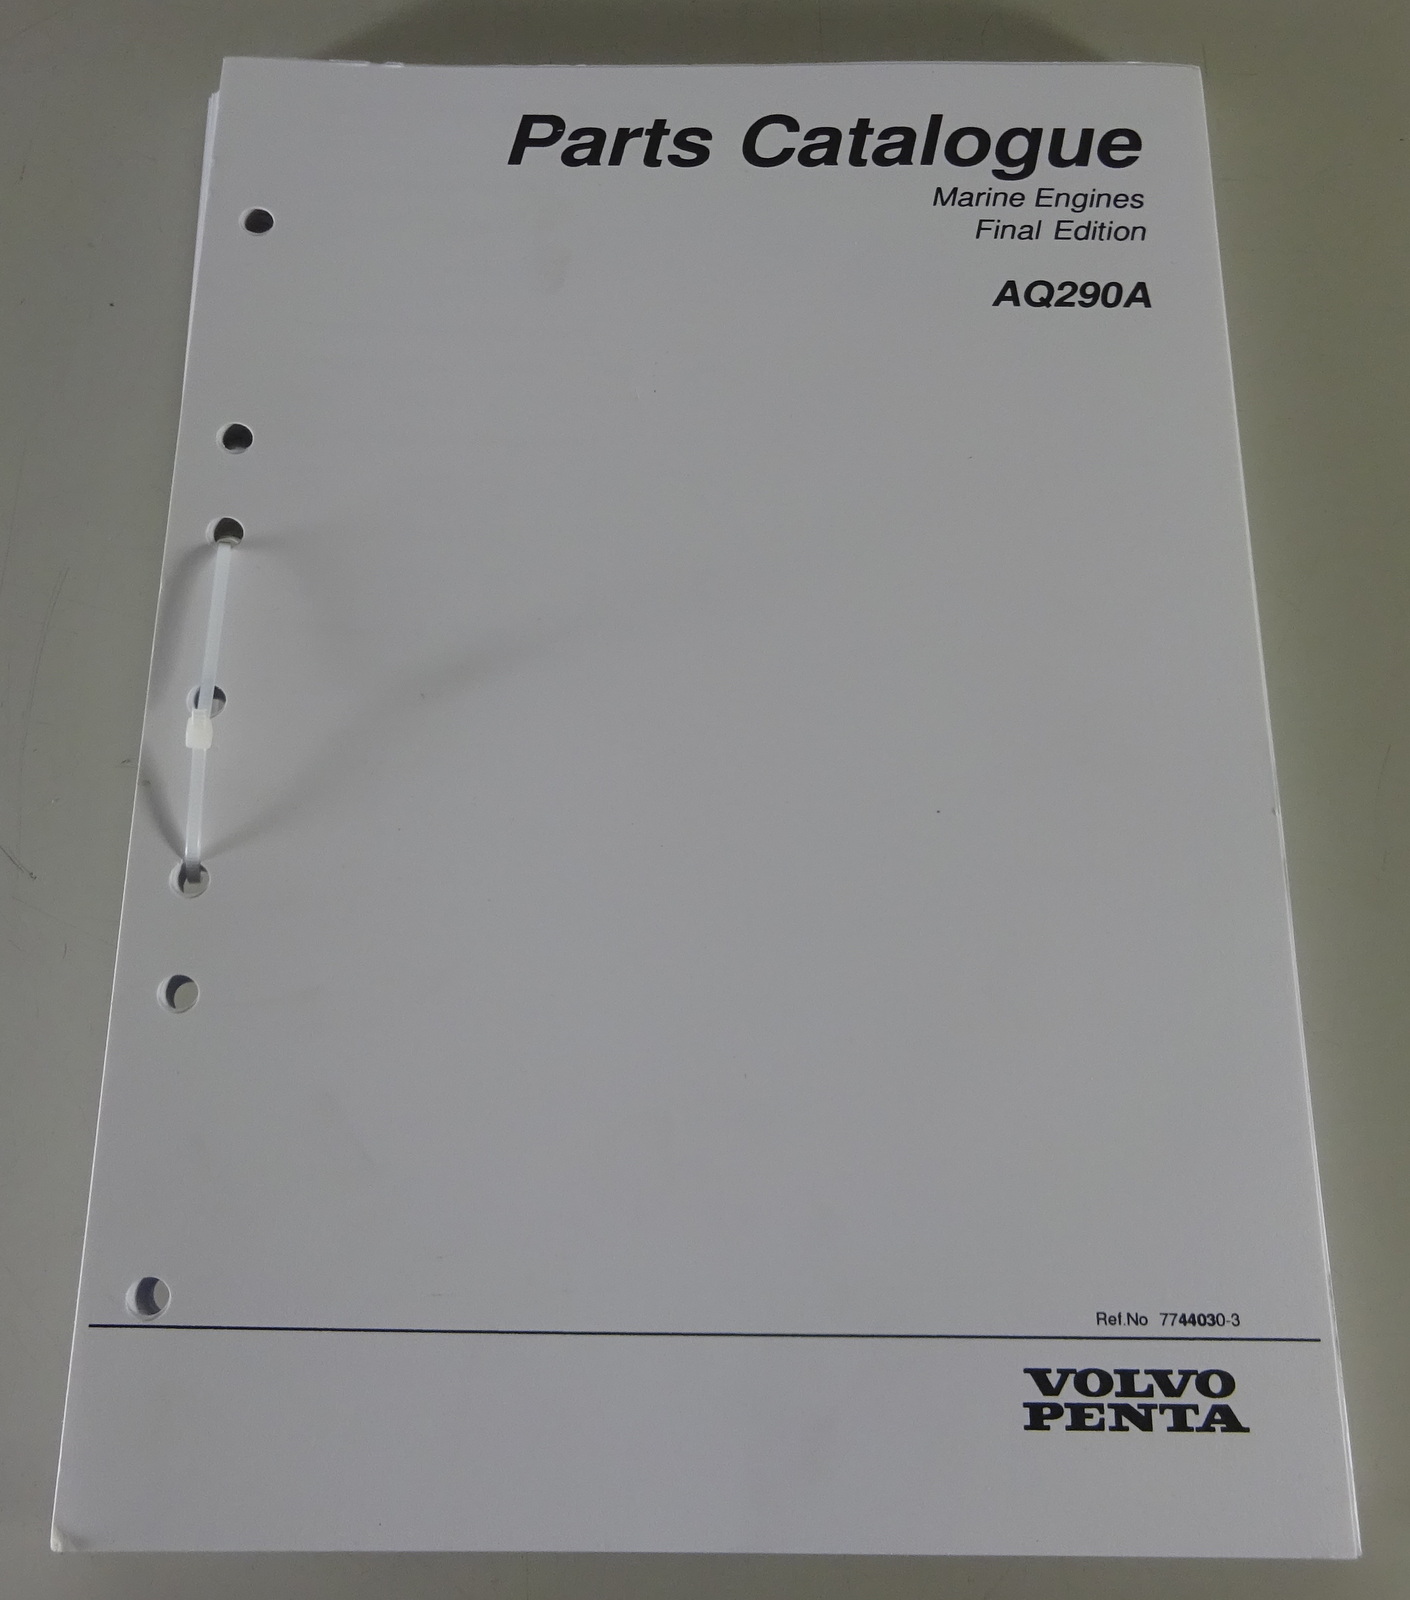 Parts Catalogue
Marine Engines
Final Edition
AQ290A
Ref.No 7744030-3
VOLVO
PENTA